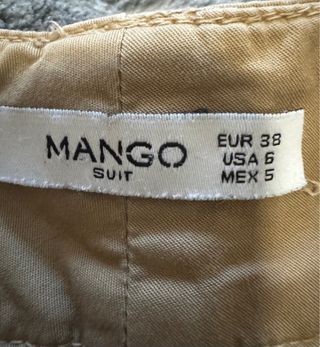 MANGO
SUIT
EUR 38
USA 6
MEX 5